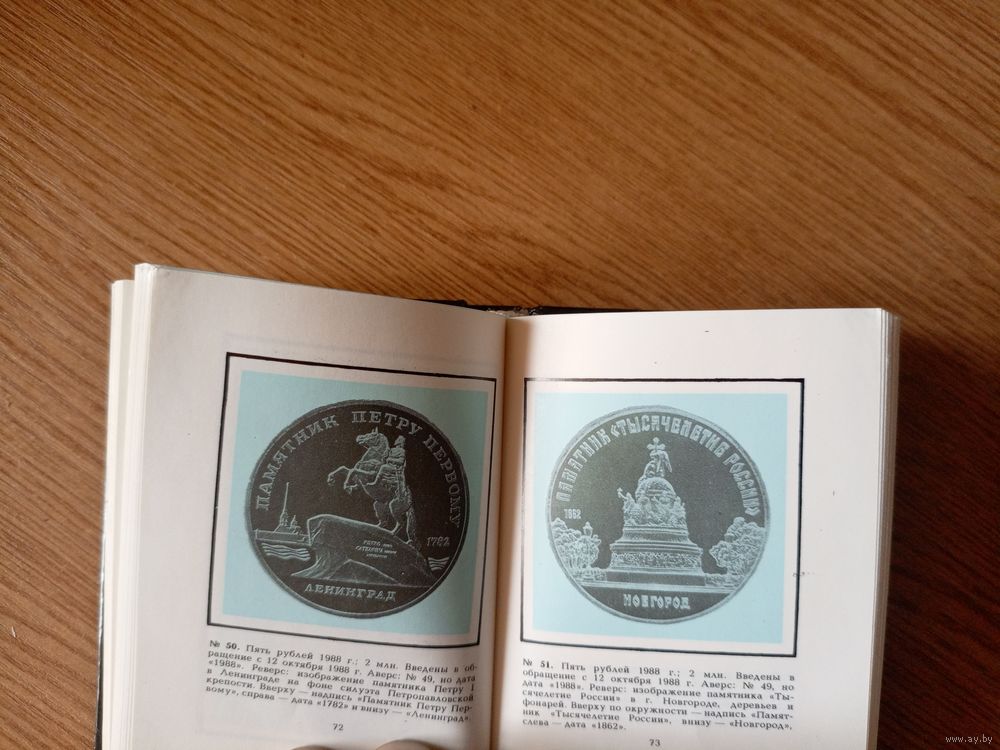 ПАМЯТНИК ПЕТРУ ПЕРВОМУ
1782
ЛЕНИНГРАД
№ 50. Пять рублей 1988 г.; 2 млн. Введены в об-
ращение с 12 октября 1988 г. Аверс: № 49, но дата
«1988». Реверс: изображение памятника Петру I
в Ленинграде на фоне силуэта Петропавловской
крепости. Вверху — надпись «Памятник Петру Пер-
вому», справа — дата «1782» и внизу — «Ленинград».
72
ПАМЯТНИК «ТЫСЯЧЕЛЕТИЕ РОССИИ»
1862
НОВГОРОД
№ 51. Пять рублей 1988 г.; 2 млн. Введены в
обращение с 12 октября 1988 г. Аверс: № 49, но
дата «1988». Реверс: изображение памятника «Ты-
сячелетие России» в г. Новгороде, деревьев и
фонарей. Вверху по окружности — надпись «Памят-
ник «Тысячелетие России», внизу — «Новгород»,
слева — дата «1862».
73
www.ay.by